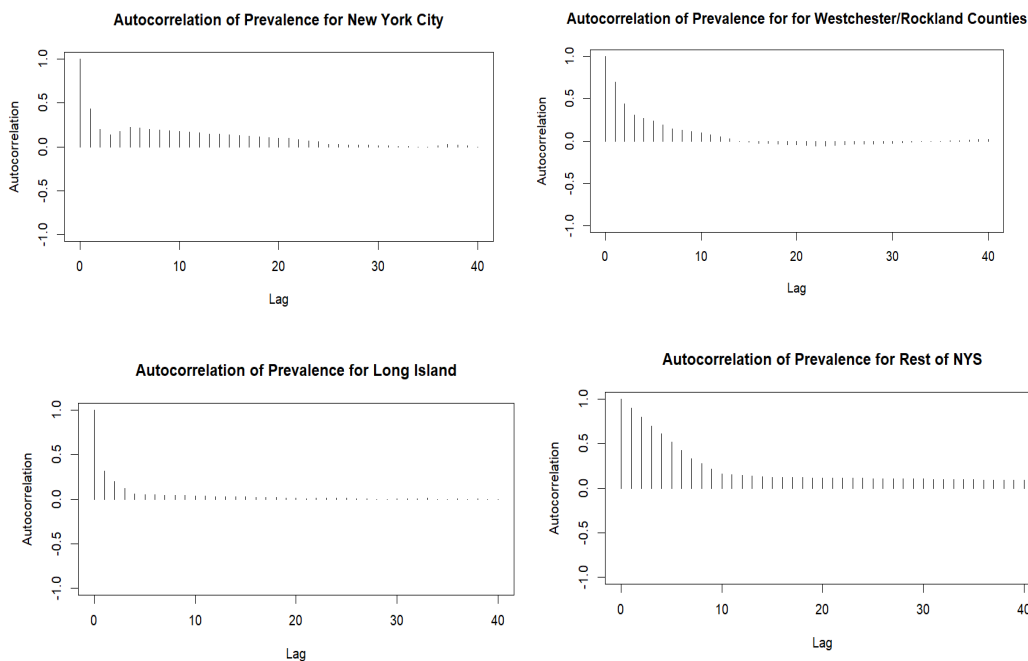 Autocorrelation of Prevalence for New York City
Autocorrelation
1.0
0.5
0.0
-0.5
-1.0
0 10 20 30 40
Lag
Autocorrelation of Prevalence for for Westchester/Rockland Counties
Autocorrelation
1.0
0.5
0.0
-0.5
-1.0
0 10 20 30 40
Lag
Autocorrelation of Prevalence for Long Island
Autocorrelation
1.0
0.5
0.0
-0.5
-1.0
0 10 20 30 40
Lag
Autocorrelation of Prevalence for Rest of NYS
Autocorrelation
1.0
0.5
0.0
-0.5
-1.0
0 10 20 30 40
Lag